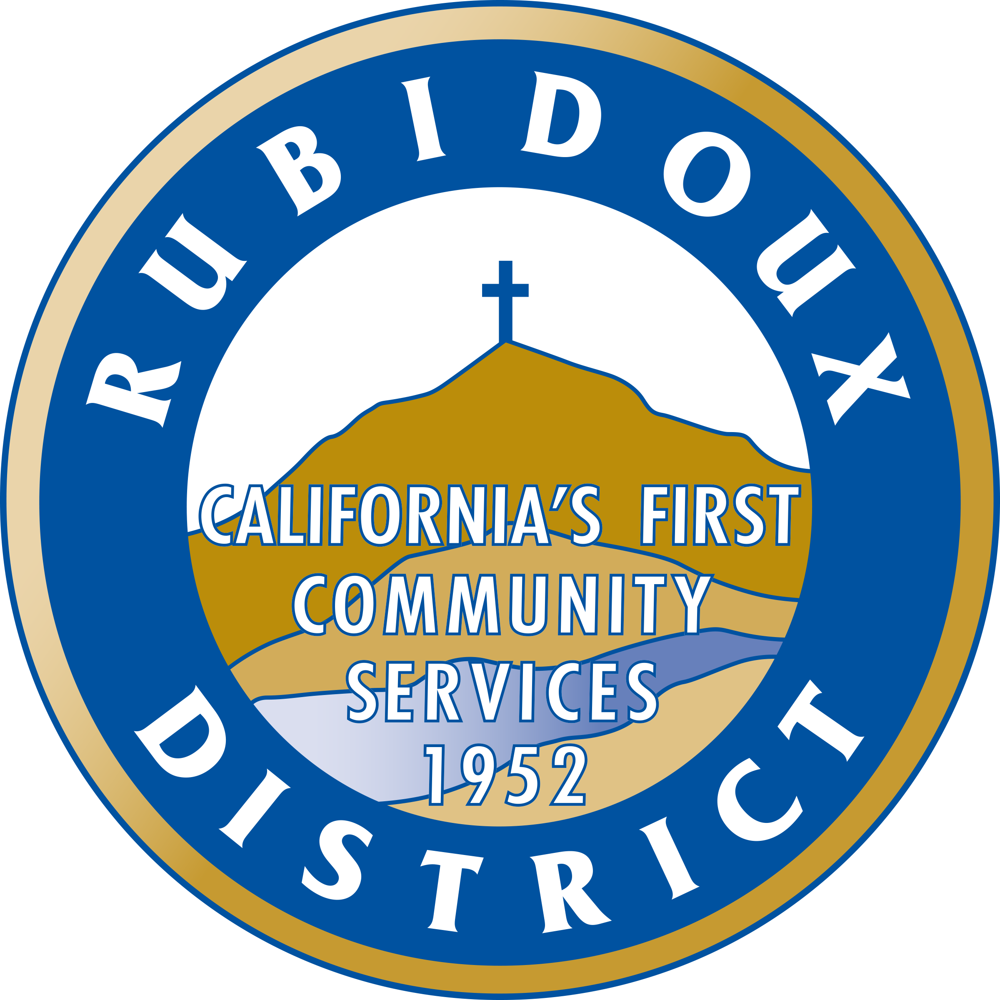 RUBIDOUX
CALIFORNIA'S FIRST
COMMUNITY
SERVICES
1952
DISTRICT